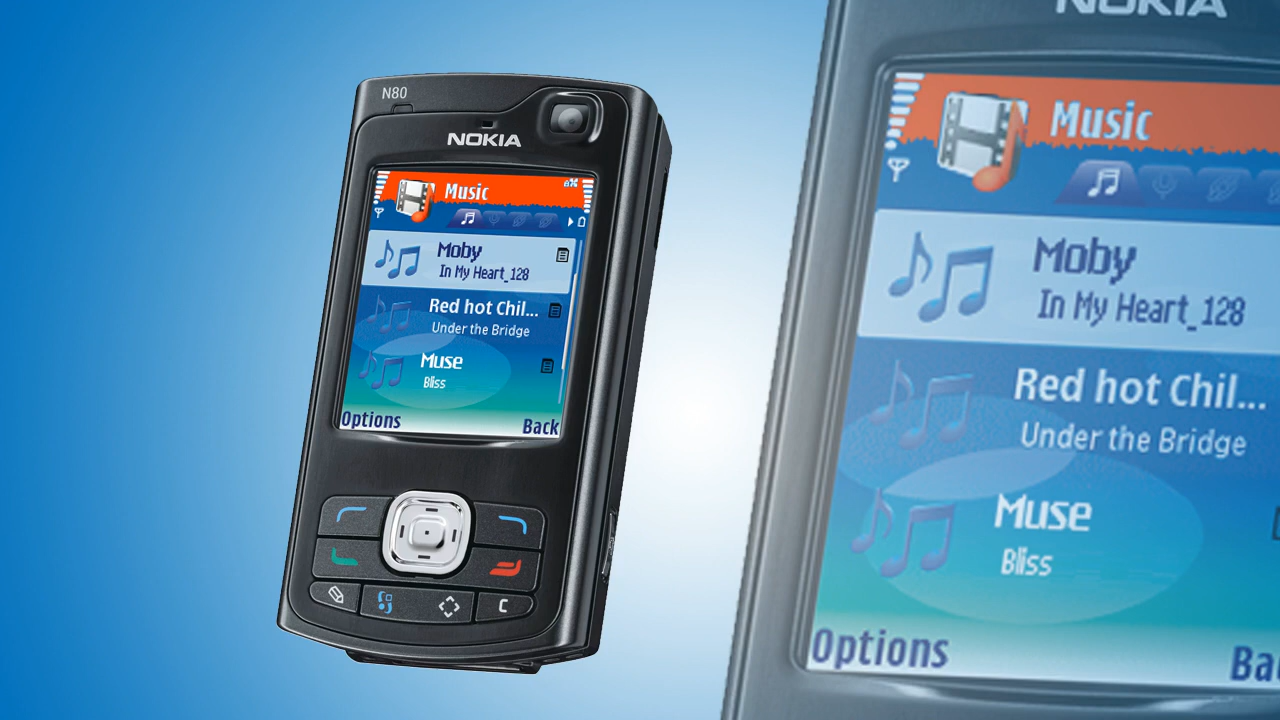 N80
NOKIA
Music
Moby
In My Heart_128
Red hot Chil...
Under the Bridge
Muse
Bliss
Options
Back
C
NOKIA
Music
Moby
In My Heart_128
Red hot Chil...
Under the Bridge
Muse
Bliss
Options